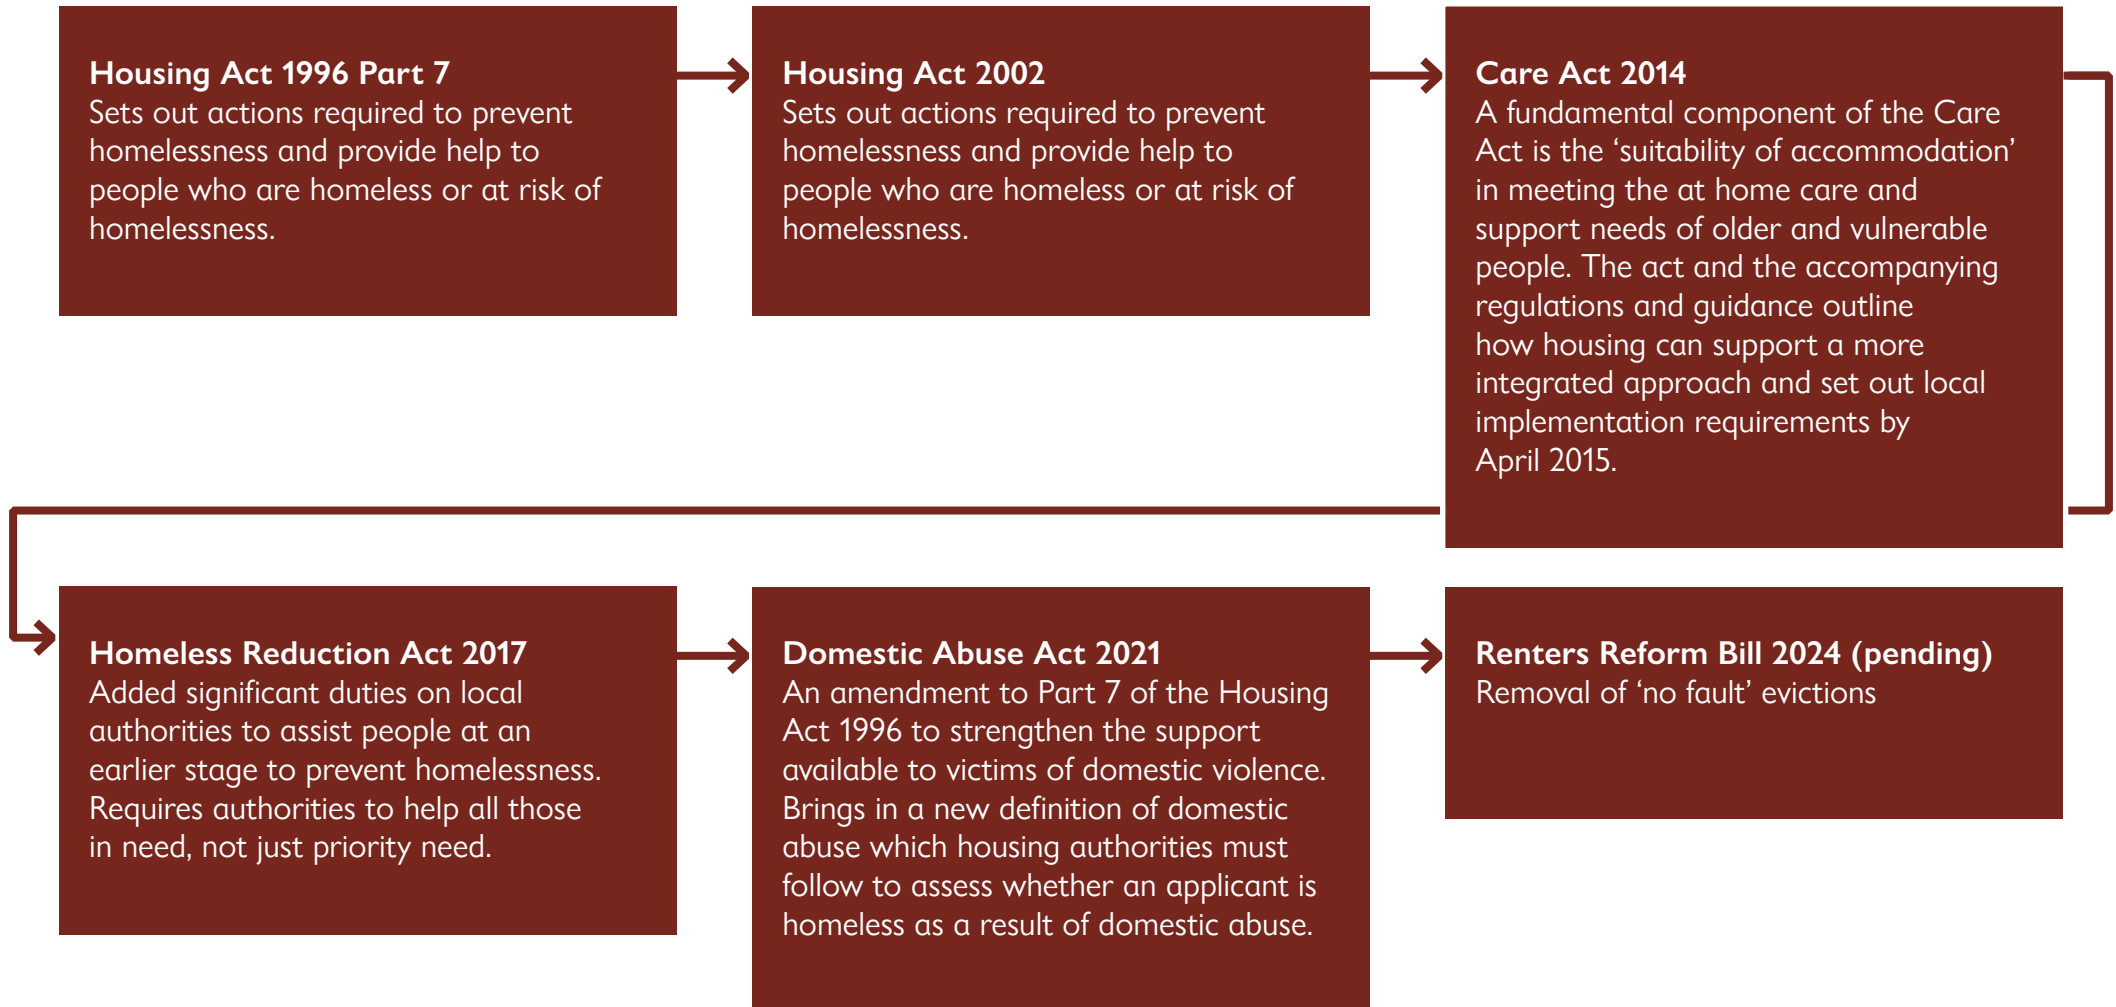 Housing Act 1996 Part 7
Sets out actions required to prevent
homelessness and provide help to
people who are homeless or at risk of
homelessness.
Housing Act 2002
Sets out actions required to prevent
homelessness and provide help to
people who are homeless or at risk of
homelessness.
Care Act 2014
A fundamental component of the Care
Act is the ‘suitability of accommodation’
in meeting the at home care and
support needs of older and vulnerable
people. The act and the accompanying
regulations and guidance outline
how housing can support a more
integrated approach and set out local
implementation requirements by
April 2015.
Homeless Reduction Act 2017
Added significant duties on local
authorities to assist people at an
earlier stage to prevent homelessness.
Requires authorities to help all those
in need, not just priority need.
Domestic Abuse Act 2021
An amendment to Part 7 of the Housing
Act 1996 to strengthen the support
available to victims of domestic violence.
Brings in a new definition of domestic
abuse which housing authorities must
follow to assess whether an applicant is
homeless as a result of domestic abuse.
Renters Reform Bill 2024 (pending)
Removal of ‘no fault’ evictions